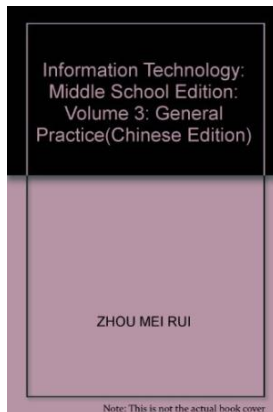 Information Technology:
Middle School Edition:
Volume 3: General
Practice(Chinese Edition)
ZHOU MEI RUI
Note: This is not the actual book cover